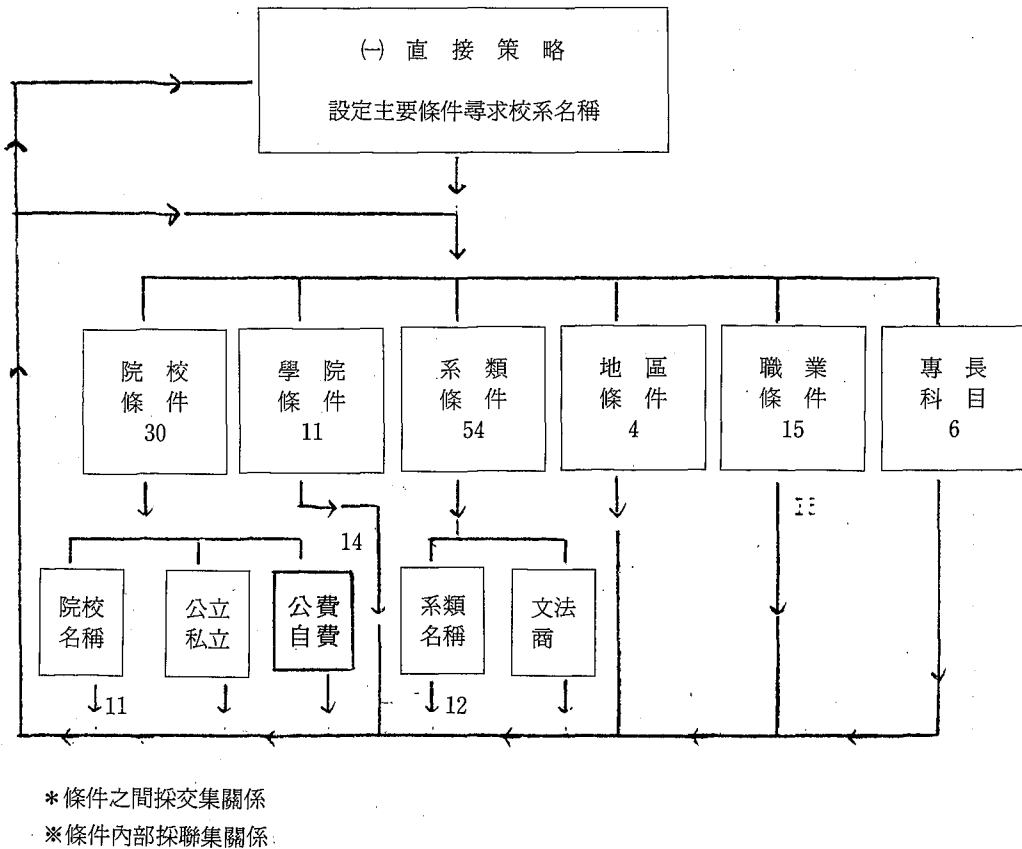 ㈠ 直接策略
設定主要條件尋求校系名稱
院校
條件
30
學院
條件
11
系類
條件
54
地區
條件
4
職業
條件
15
專長
科目
6
14
院校
名稱
公立
私立
公費
自費
系類
名稱
文法
商
11
12
*條件之間採交集關係
※條件內部採聯集關係